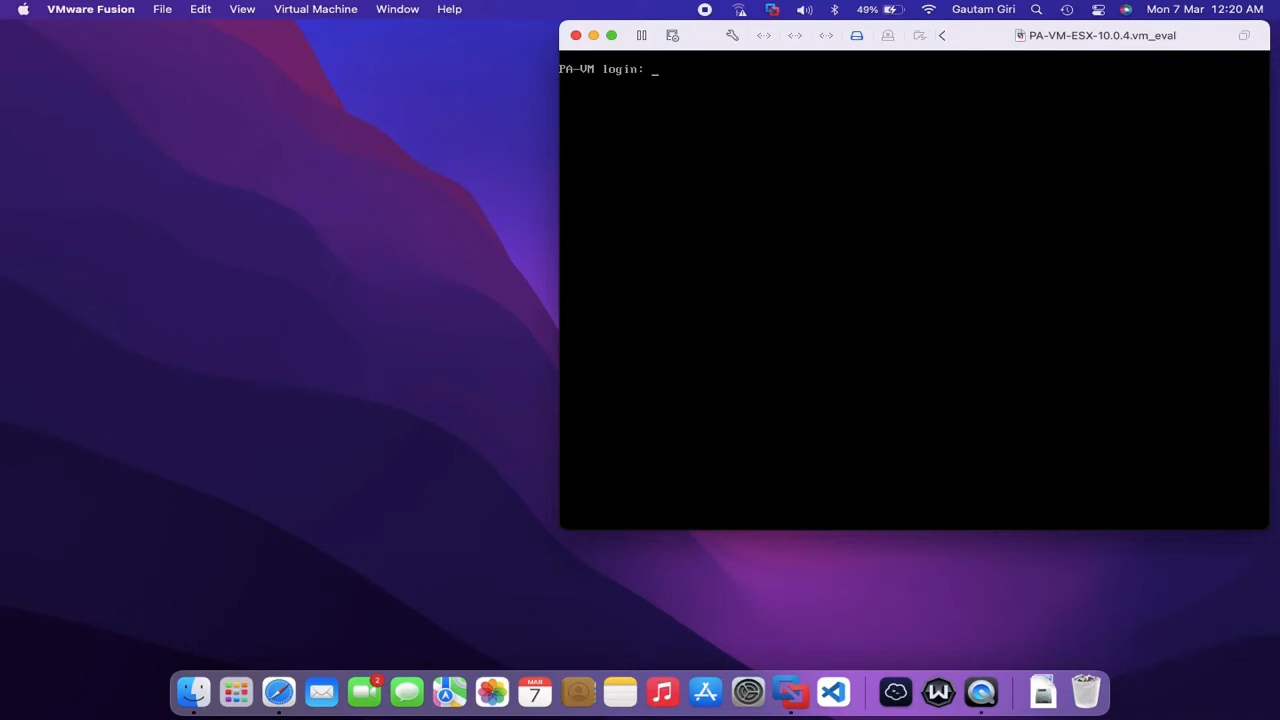 VMware Fusion File Edit View Virtual Machine Window Help 49% Gautam Giri Mon 7 Mar 12:20 AM
PA-VM-ESX-10.0.4.vm_eval
PA-VM login: _
2
MAR
7